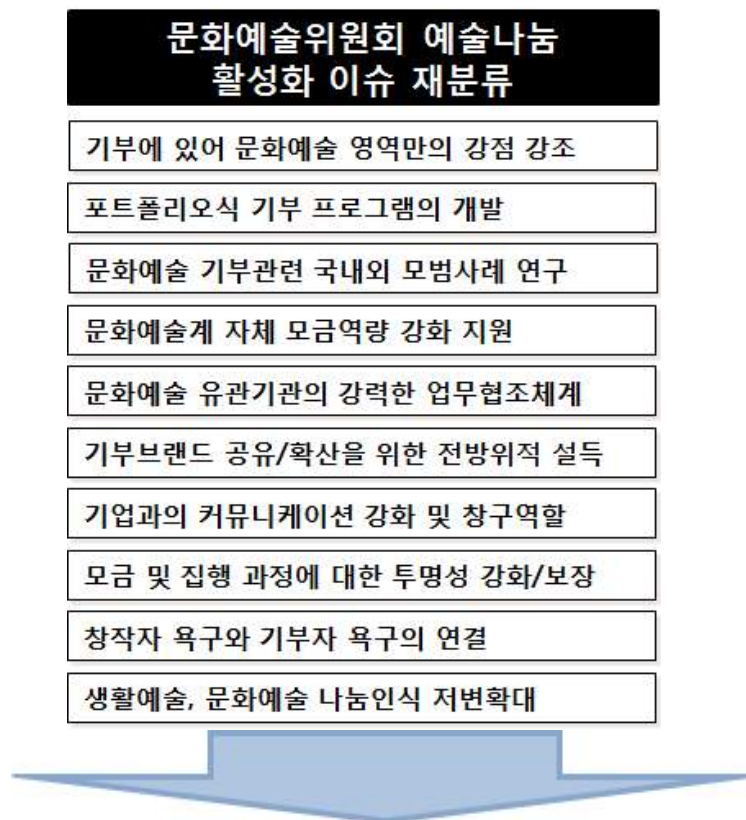 문화예술위원회 예술나눔
활성화 이슈 재분류
기부에 있어 문화예술 영역만의 강점 강조
포트폴리오식 기부 프로그램의 개발
문화예술 기부관련 국내외 모범사례 연구
문화예술계 자체 모금역량 강화 지원
문화예술 유관기관의 강력한 업무협조체계
기부브랜드 공유/확산을 위한 전방위적 설득
기업과의 커뮤니케이션 강화 및 창구역할
모금 및 집행 과정에 대한 투명성 강화/보장
창작자 욕구와 기부자 욕구의 연결
생활예술, 문화예술 나눔인식 저변확대